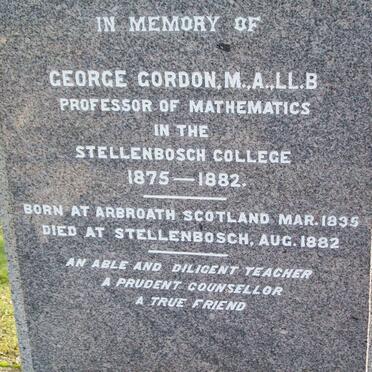 IN MEMORY OF
GEORGE GORDON, M.,A.,LL.B
PROFESSOR OF MATHEMATICS
IN THE
STELLENBOSCH COLLEGE
1875—1882.
BORN AT ARBROATH SCOTLAND MAR. 1835
DIED AT STELLENBOSCH, AUG. 1882
AN ABLE AND DILIGENT TEACHER
A PRUDENT COUNSELLOR
A TRUE FRIEND